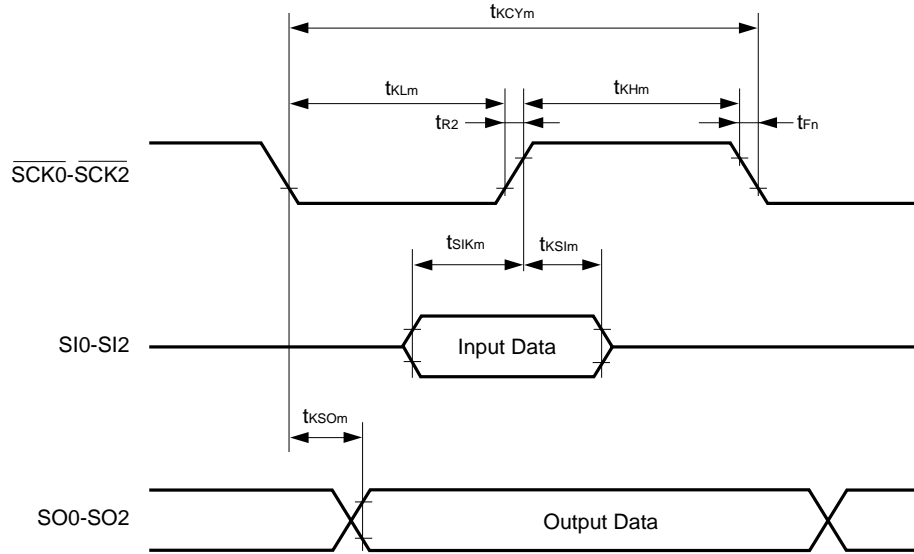 tKCYm
tKLm
tKHm
tR2
tFn
SCK0-SCK2
tSIKm
tKSIm
SI0-SI2
Input Data
tKSOm
SO0-SO2
Output Data